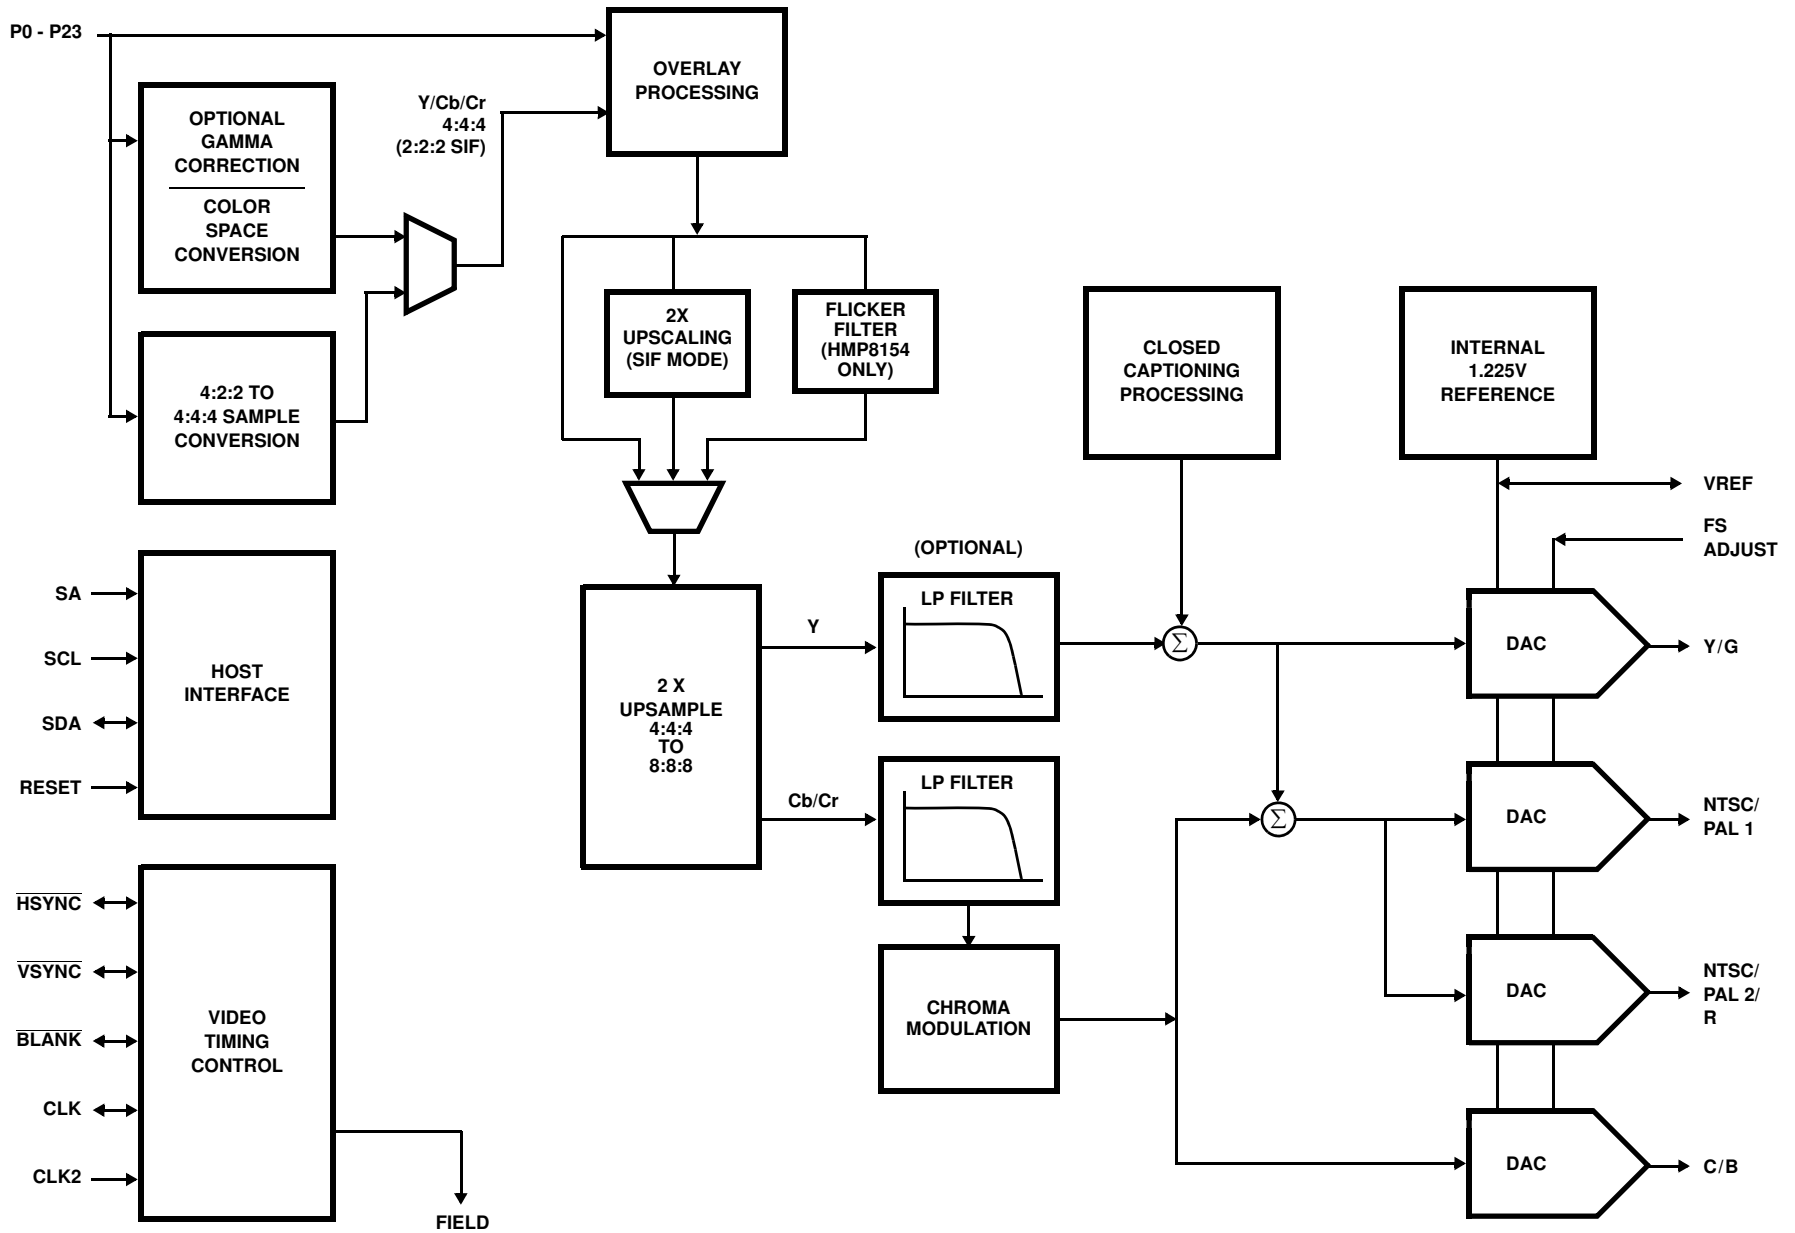 P0 - P23
OVERLAY
PROCESSING
OPTIONAL
GAMMA
CORRECTION
COLOR
SPACE
CONVERSION
Y/Cb/Cr
4:4:4
(2:2:2 SIF)
4:2:2 TO
4:4:4 SAMPLE
CONVERSION
2X
UPSCALING
(SIF MODE)
FLICKER
FILTER
(HMP8154
ONLY)
CLOSED
CAPTIONING
PROCESSING
INTERNAL
1.225V
REFERENCE
VREF
FS
ADJUST
SA
SCL
SDA
RESET
HOST
INTERFACE
2 X
UPSAMPLE
4:4:4
TO
8:8:8
Y
Cb/Cr
(OPTIONAL)
LP FILTER
LP FILTER
CHROMA
MODULATION
Σ
Σ
DAC
Y/G
DAC
NTSC/
PAL 1
DAC
NTSC/
PAL 2/
R
DAC
C/B
HSYNC
VSYNC
BLANK
CLK
CLK2
VIDEO
TIMING
CONTROL
FIELD